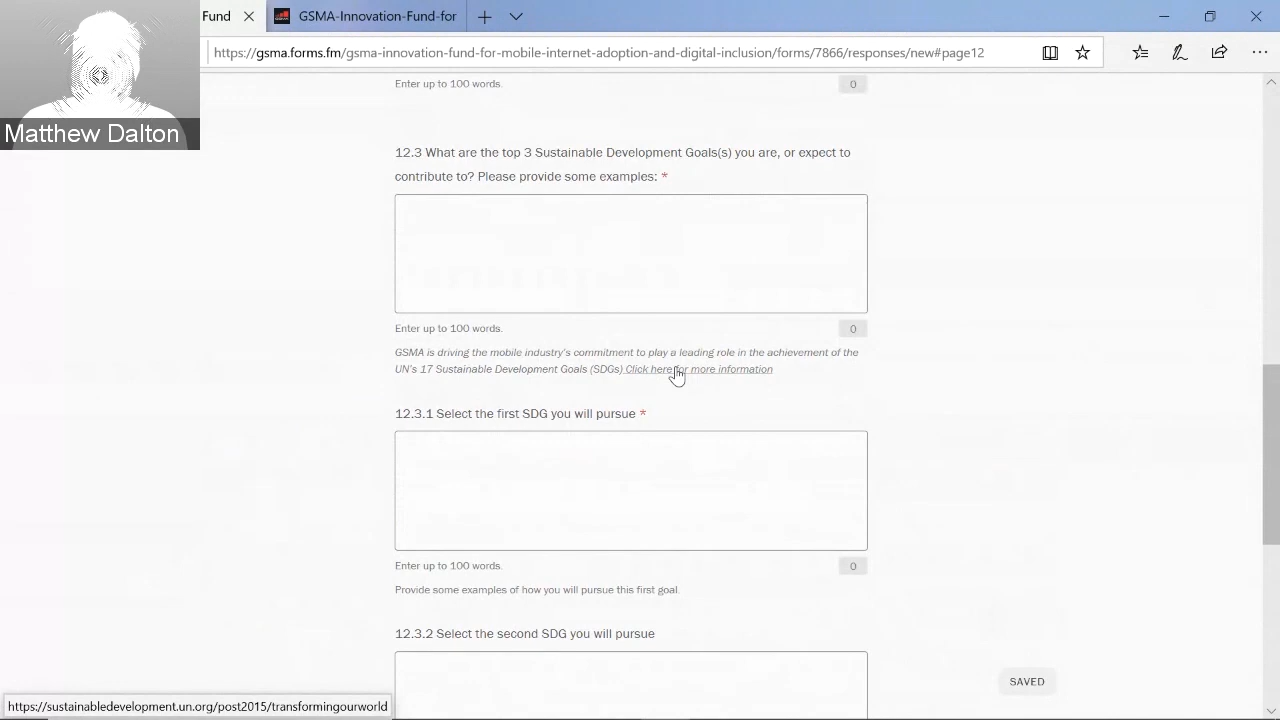 Fund
GSMA-Innovation-Fund-for
https://gsma.forms.fm/gsma-innovation-fund-for-mobile-internet-adoption-and-digital-inclusion/forms/7866/responses/new#page12
Matthew Dalton
Enter up to 100 words.
0
12.3 What are the top 3 Sustainable Development Goals(s) you are, or expect to
contribute to? Please provide some examples: *
Enter up to 100 words.
0
GSMA is driving the mobile industry's commitment to play a leading role in the achievement of the
UN's 17 Sustainable Development Goals (SDGs) Click here for more information
12.3.1 Select the first SDG you will pursue *
Enter up to 100 words.
0
Provide some examples of how you will pursue this first goal.
12.3.2 Select the second SDG you will pursue
SAVED
https://sustainabledevelopment.un.org/post2015/transformingourworld